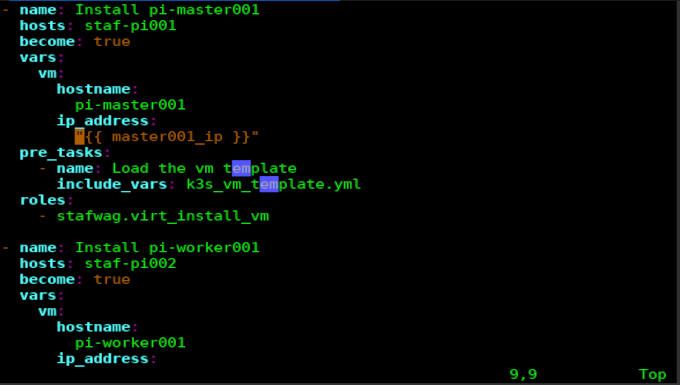 - name: Install pi-master001
  hosts: staf-pi001
  become: true
  vars:
    vm:
      hostname:
        pi-master001
      ip_address:
        "{{ master001_ip }}"
  pre_tasks:
    - name: Load the vm template
      include_vars: k3s_vm_template.yml
  roles:
    - stafwag.virt_install_vm

- name: Install pi-worker001
  hosts: staf-pi002
  become: true
  vars:
    vm:
      hostname:
        pi-worker001
      ip_address:
9,9 Top